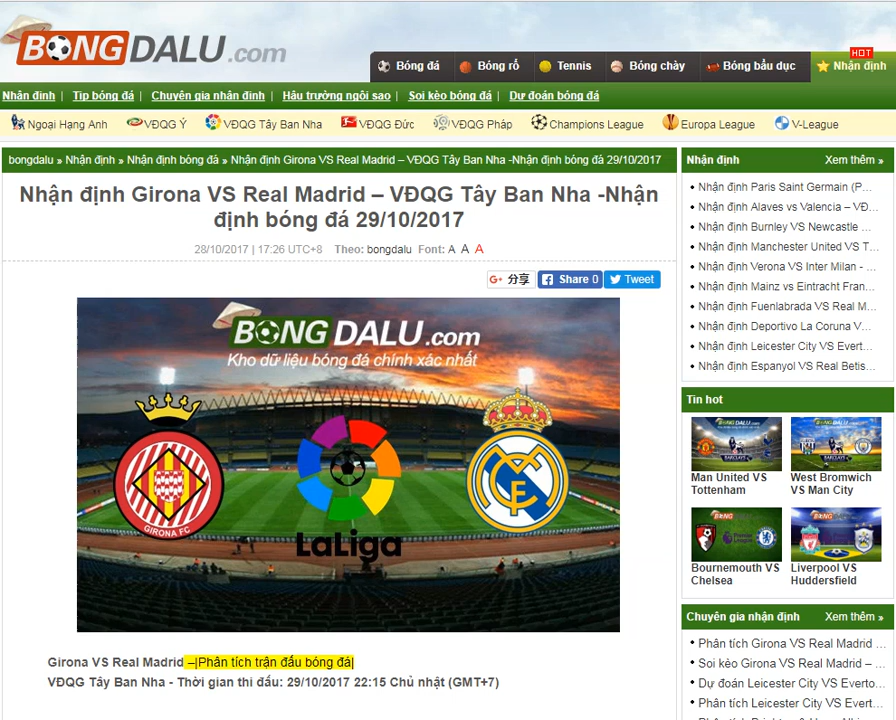 BONGDALU.com
Bóng đá Bóng rổ Tennis Bóng chày Bóng bầu dục HOT Nhận định
Nhận định | Tip bóng đá | Chuyên gia nhận định | Hậu trường ngôi sao | Soi kèo bóng đá | Dự đoán bóng đá
Ngoại Hạng Anh VĐQG Ý VĐQG Tây Ban Nha VĐQG Đức VĐQG Pháp Champions League Europa League V-League
bongdalu » Nhận định » Nhận định bóng đá » Nhận định Girona VS Real Madrid – VĐQG Tây Ban Nha -Nhận định bóng đá 29/10/2017
Nhận định Girona VS Real Madrid – VĐQG Tây Ban Nha -Nhận
định bóng đá 29/10/2017
28/10/2017 | 17:26 UTC+8 Theo: bongdalu Font: A A A
G+ 分享 Share 0 Tweet
BONGDALU.com
Kho dữ liệu bóng đá chính xác nhất
GIRONA FC
LaLiga
Girona VS Real Madrid –|Phân tích trận đấu bóng đá|
VĐQG Tây Ban Nha - Thời gian thi đấu: 29/10/2017 22:15 Chủ nhật (GMT+7)
Nhận định Xem thêm »
Nhận định Paris Saint Germain (P...
Nhận định Alaves vs Valencia – VĐ...
Nhận định Burnley VS Newcastle ...
Nhận định Manchester United VS T...
Nhận định Verona VS Inter Milan - ...
Nhận định Mainz vs Eintracht Fran...
Nhận định Fuenlabrada VS Real M...
Nhận định Deportivo La Coruna V...
Nhận định Leicester City VS Evert...
Nhận định Espanyol VS Real Betis...
Tin hot
Man United VS
Tottenham
West Bromwich
VS Man City
Bournemouth VS
Chelsea
Liverpool VS
Huddersfield
Chuyên gia nhận định Xem thêm »
Phân tích Girona VS Real Madrid ...
Soi kèo Girona VS Real Madrid – ...
Dự đoán Leicester City VS Everto...
Phân tích Leicester City VS Evert...